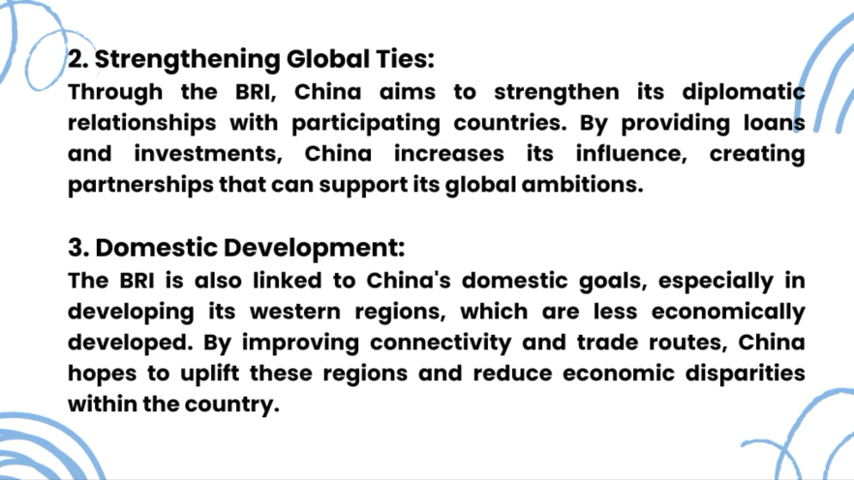 2. Strengthening Global Ties:
Through the BRI, China aims to strengthen its diplomatic
relationships with participating countries. By providing loans
and investments, China increases its influence, creating
partnerships that can support its global ambitions.
3. Domestic Development:
The BRI is also linked to China's domestic goals, especially in
developing its western regions, which are less economically
developed. By improving connectivity and trade routes, China
hopes to uplift these regions and reduce economic disparities
within the country.